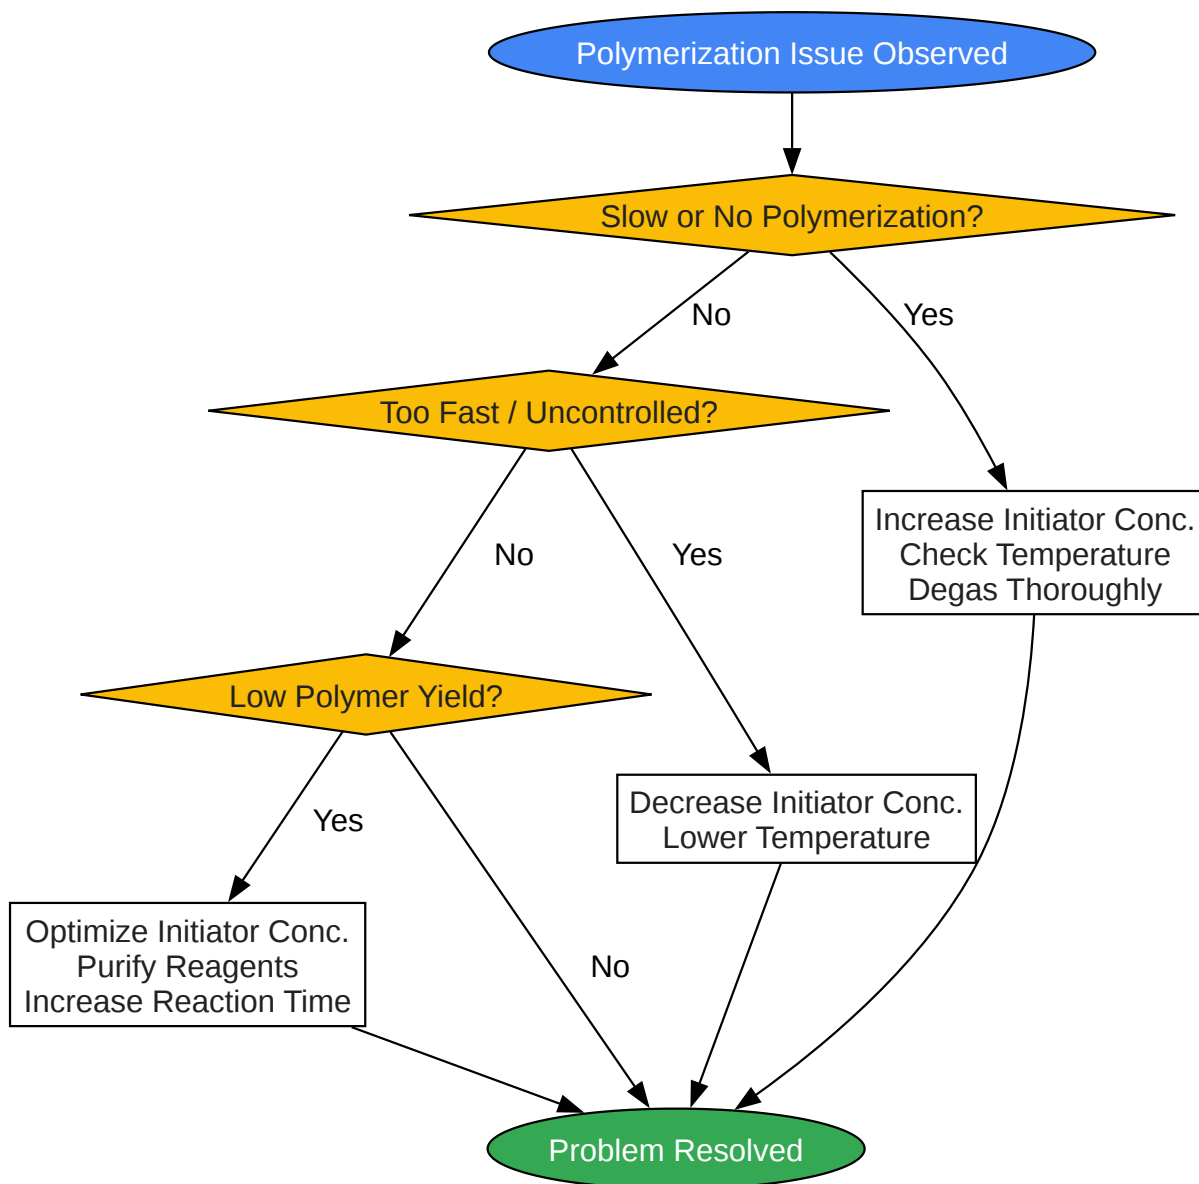 Polymerization Issue Observed
Slow or No Polymerization?
No
Yes
Too Fast / Uncontrolled?
Increase Initiator Conc.
Check Temperature
Degas Thoroughly
No
Yes
Low Polymer Yield?
Decrease Initiator Conc.
Lower Temperature
Yes
Optimize Initiator Conc.
Purify Reagents
Increase Reaction Time
No
Problem Resolved